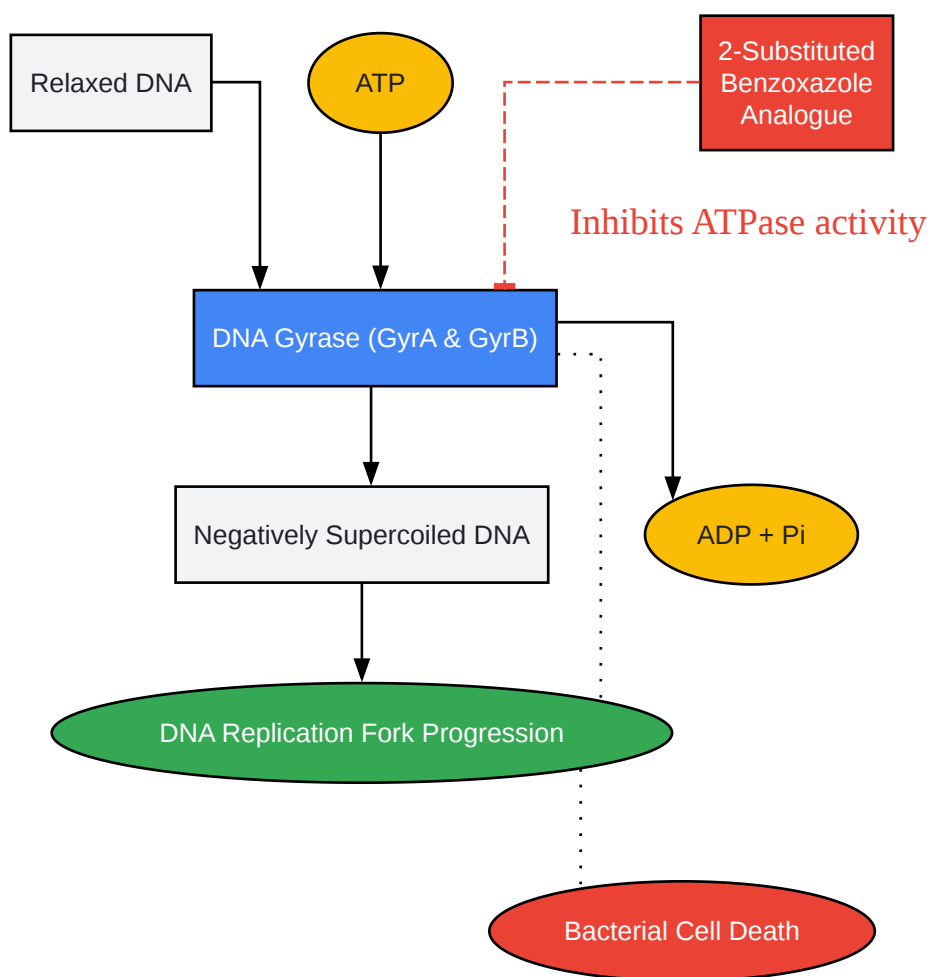 Relaxed DNA
ATP
2-Substituted
Benzoxazole
Analogue
Inhibits ATPase activity
DNA Gyrase (GyrA & GyrB)
Negatively Supercoiled DNA
ADP + Pi
DNA Replication Fork Progression
Bacterial Cell Death